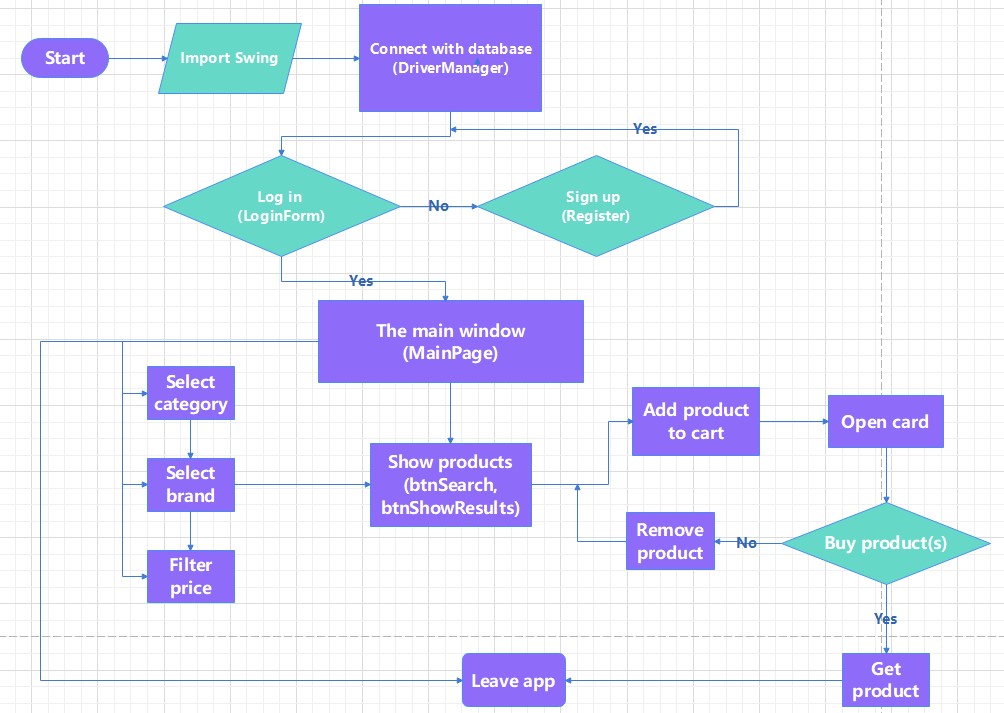 Start
Import Swing
Connect with database
(DriverManager)
Yes
Log in
(LoginForm)
No
Sign up
(Register)
Yes
The main window
(MainPage)
Select
category
Add product
to cart
Open card
Select
brand
Show products
(btnSearch,
btnShowResults)
Remove
product
No
Buy product(s)
Filter
price
Yes
Leave app
Get
product